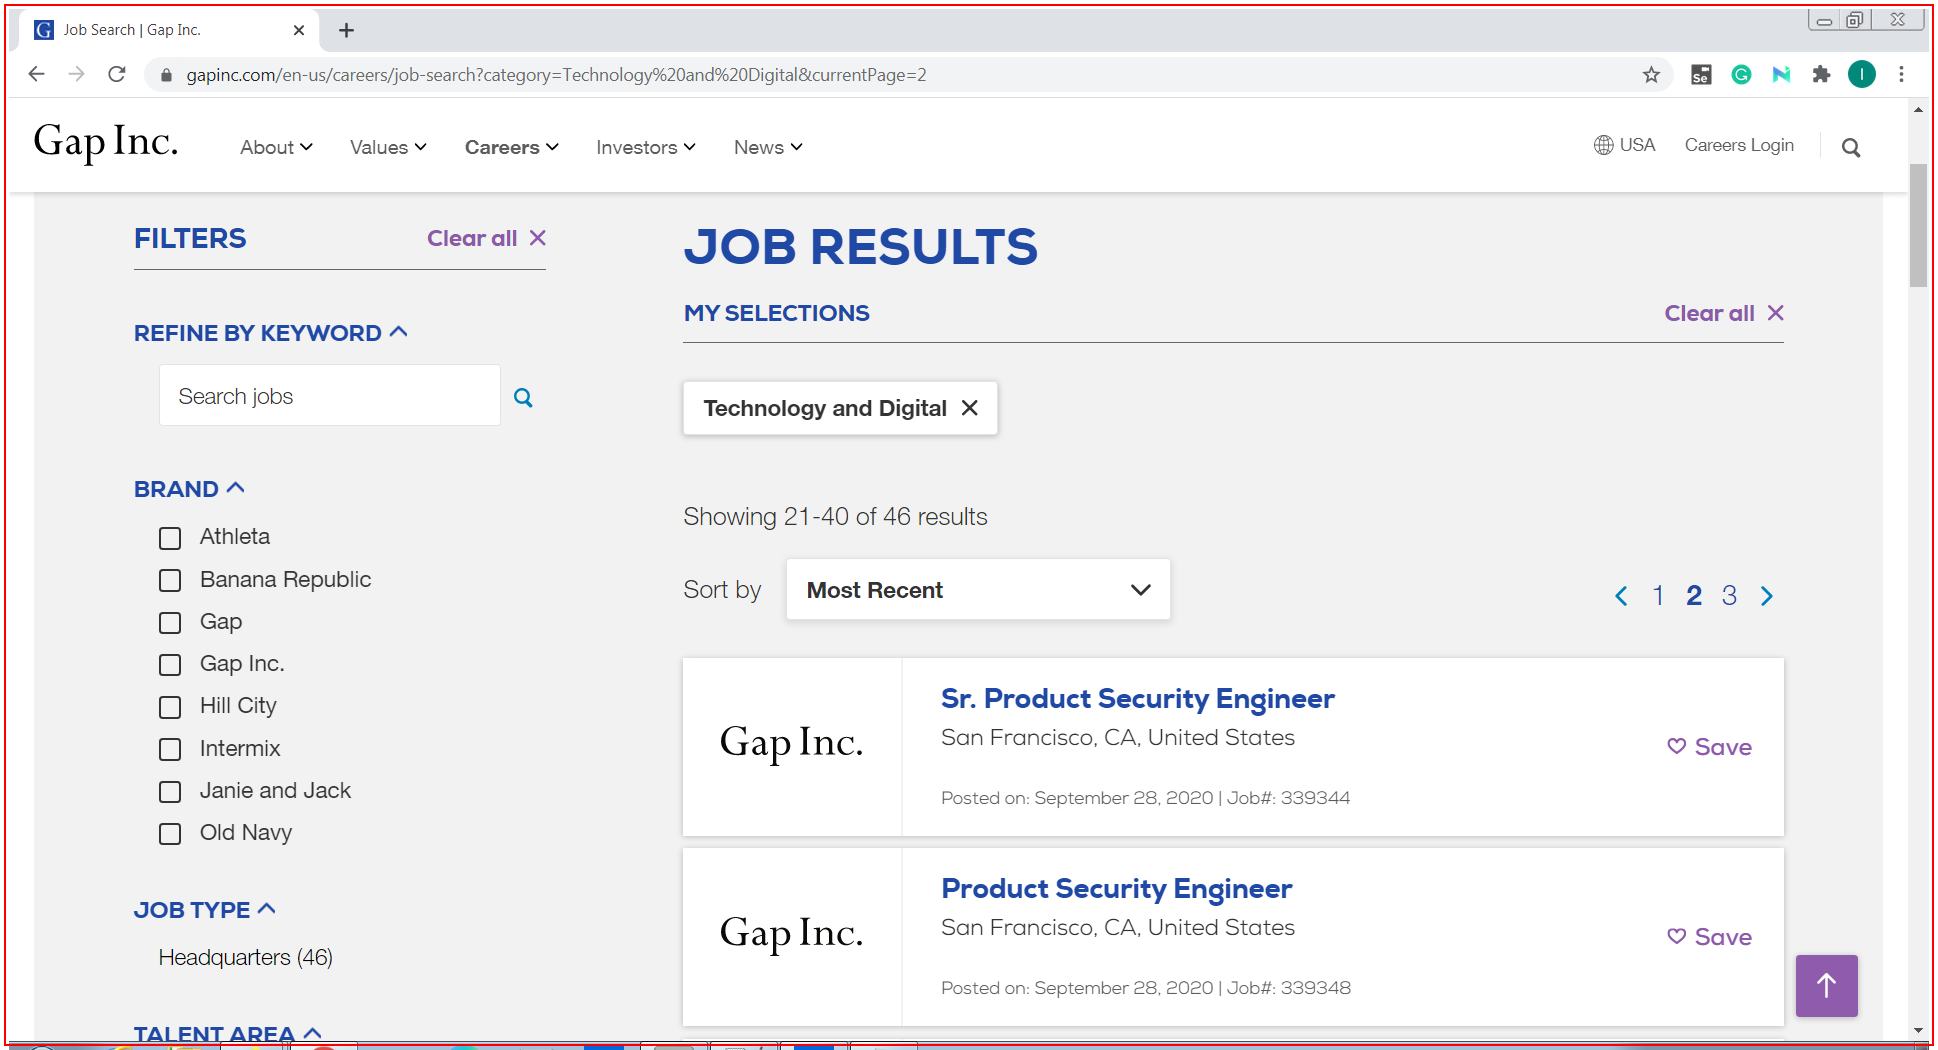 Job Search | Gap Inc.
gapinc.com/en-us/careers/job-search?category=Technology%20and%20Digital&currentPage=2
Se
G
N
I
Gap Inc.
About
Values
Careers
Investors
News
USA
Careers Login
FILTERS
Clear all
REFINE BY KEYWORD
Search jobs
BRAND
Athleta
Banana Republic
Gap
Gap Inc.
Hill City
Intermix
Janie and Jack
Old Navy
JOB TYPE
Headquarters (46)
TALENT AREA
JOB RESULTS
MY SELECTIONS
Clear all
Technology and Digital
Showing 21-40 of 46 results
Sort by
Most Recent
1 2 3
Gap Inc.
Sr. Product Security Engineer
San Francisco, CA, United States
Posted on: September 28, 2020 | Job#: 339344
Save
Gap Inc.
Product Security Engineer
San Francisco, CA, United States
Posted on: September 28, 2020 | Job#: 339348
Save